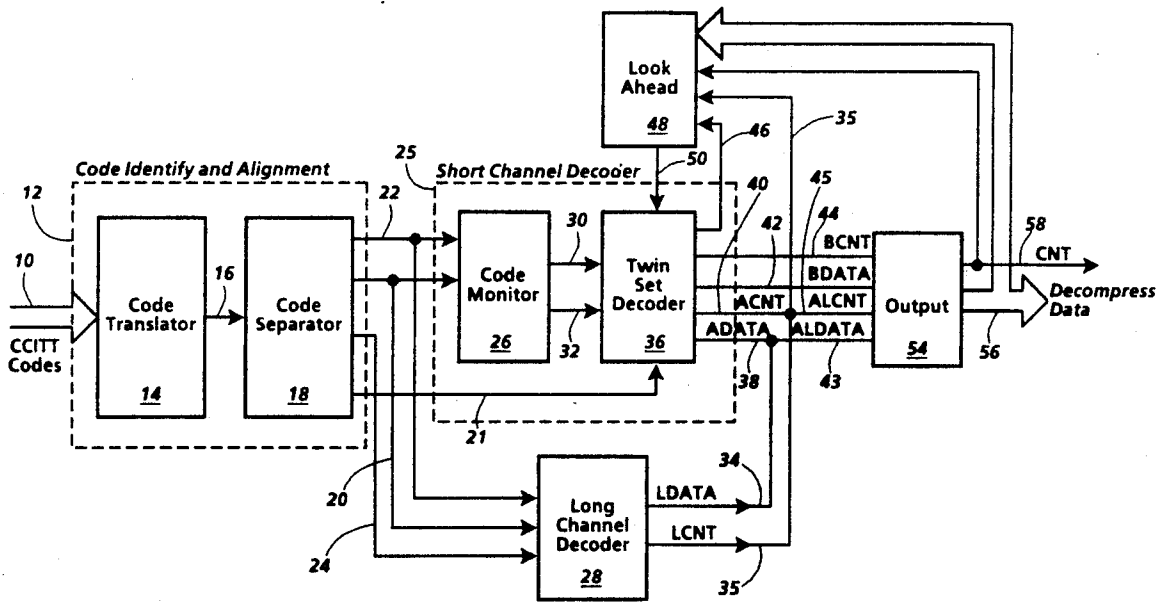 Look
Ahead
48
46
35
Code Identify and Alignment
25
Short Channel Decoder
50
40
45
12
22
42
44
58
10
30
BCNT
CNT
16
Code
Translator
14
Code
Separator
18
Code
Monitor
26
Twin
Set
Decoder
36
BDATA
ACNT
ALCNT
Output
54
Decompress
Data
CCITT
Codes
32
ADATA
ALDATA
38
43
56
21
20
24
Long
Channel
Decoder
28
LDATA
34
LCNT
35